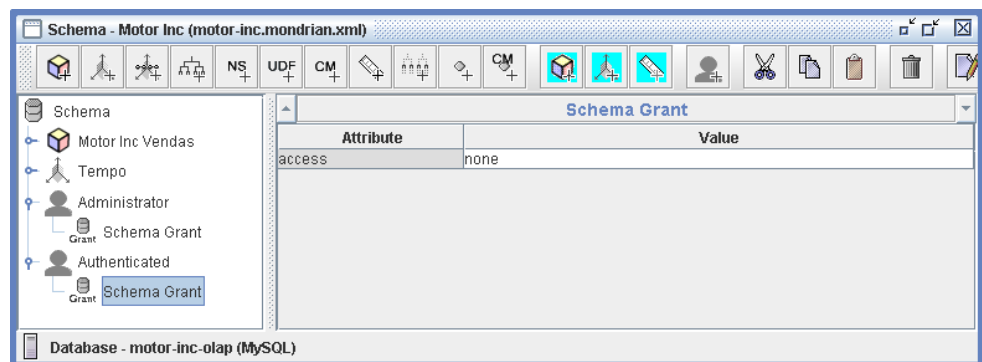 Schema - Motor Inc (motor-inc.mondrian.xml)
NS UDF CM CM
Schema
Schema Grant
Motor Inc Vendas
Attribute Value
Tempo
access none
Administrator
Grant Schema Grant
Authenticated
Grant Schema Grant
Database - motor-inc-olap (MySQL)